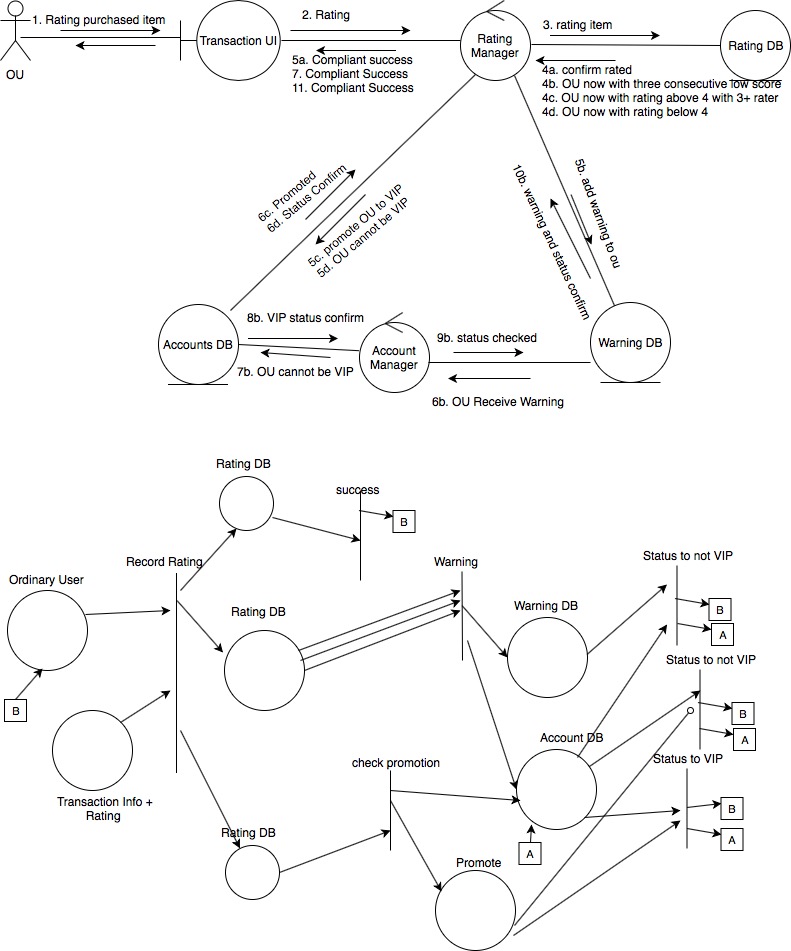 1. Rating purchased item
OU
Transaction UI
2. Rating
5a. Compliant success
7. Compliant Success
11. Compliant Success
Rating
Manager
3. rating item
Rating DB
4a. confirm rated
4b. OU now with three consecutive low score
4c. OU now with rating above 4 with 3+ rater
4d. OU now with rating below 4
6c. Promoted
6d. Status Confirm
5c. promote OU to VIP
5d. OU cannot be VIP
5b. add warning to ou
10b. warning and status confirm
Accounts DB
8b. VIP status confirm
7b. OU cannot be VIP
Account
Manager
9b. status checked
6b. OU Receive Warning
Warning DB
Rating DB
success
B
Record Rating
Ordinary User
B
Rating DB
Transaction Info +
Rating
Warning
Warning DB
Status to not VIP
B
A
Status to not VIP
B
A
Account DB
Status to VIP
B
A
check promotion
A
Rating DB
Promote